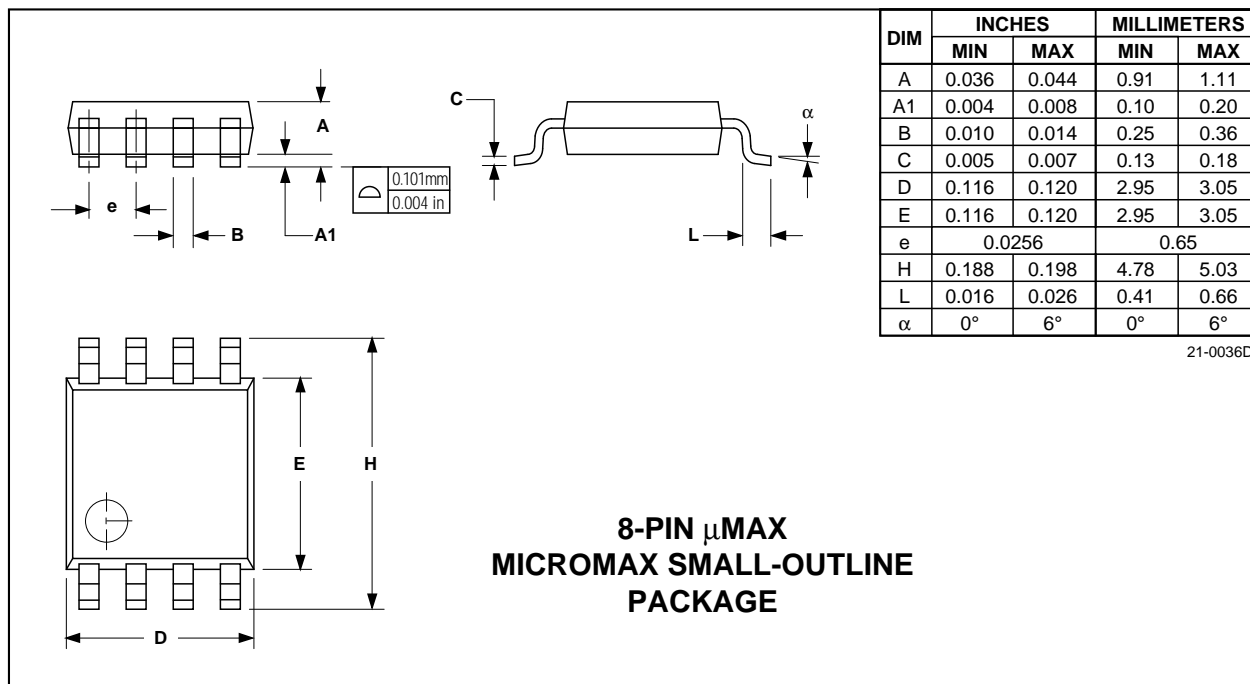 DIM INCHES MILLIMETERS
MIN MAX MIN MAX
A 0.036 0.044 0.91 1.11
A1 0.004 0.008 0.10 0.20
B 0.010 0.014 0.25 0.36
C 0.005 0.007 0.13 0.18
D 0.116 0.120 2.95 3.05
E 0.116 0.120 2.95 3.05
e 0.0256 0.65
H 0.188 0.198 4.78 5.03
L 0.016 0.026 0.41 0.66
α 0° 6° 0° 6°
21-0036D
A
C
α
0.101mm
0.004 in
e
B
A1
L
E
H
D
8-PIN μMAX
MICROMAX SMALL-OUTLINE
PACKAGE